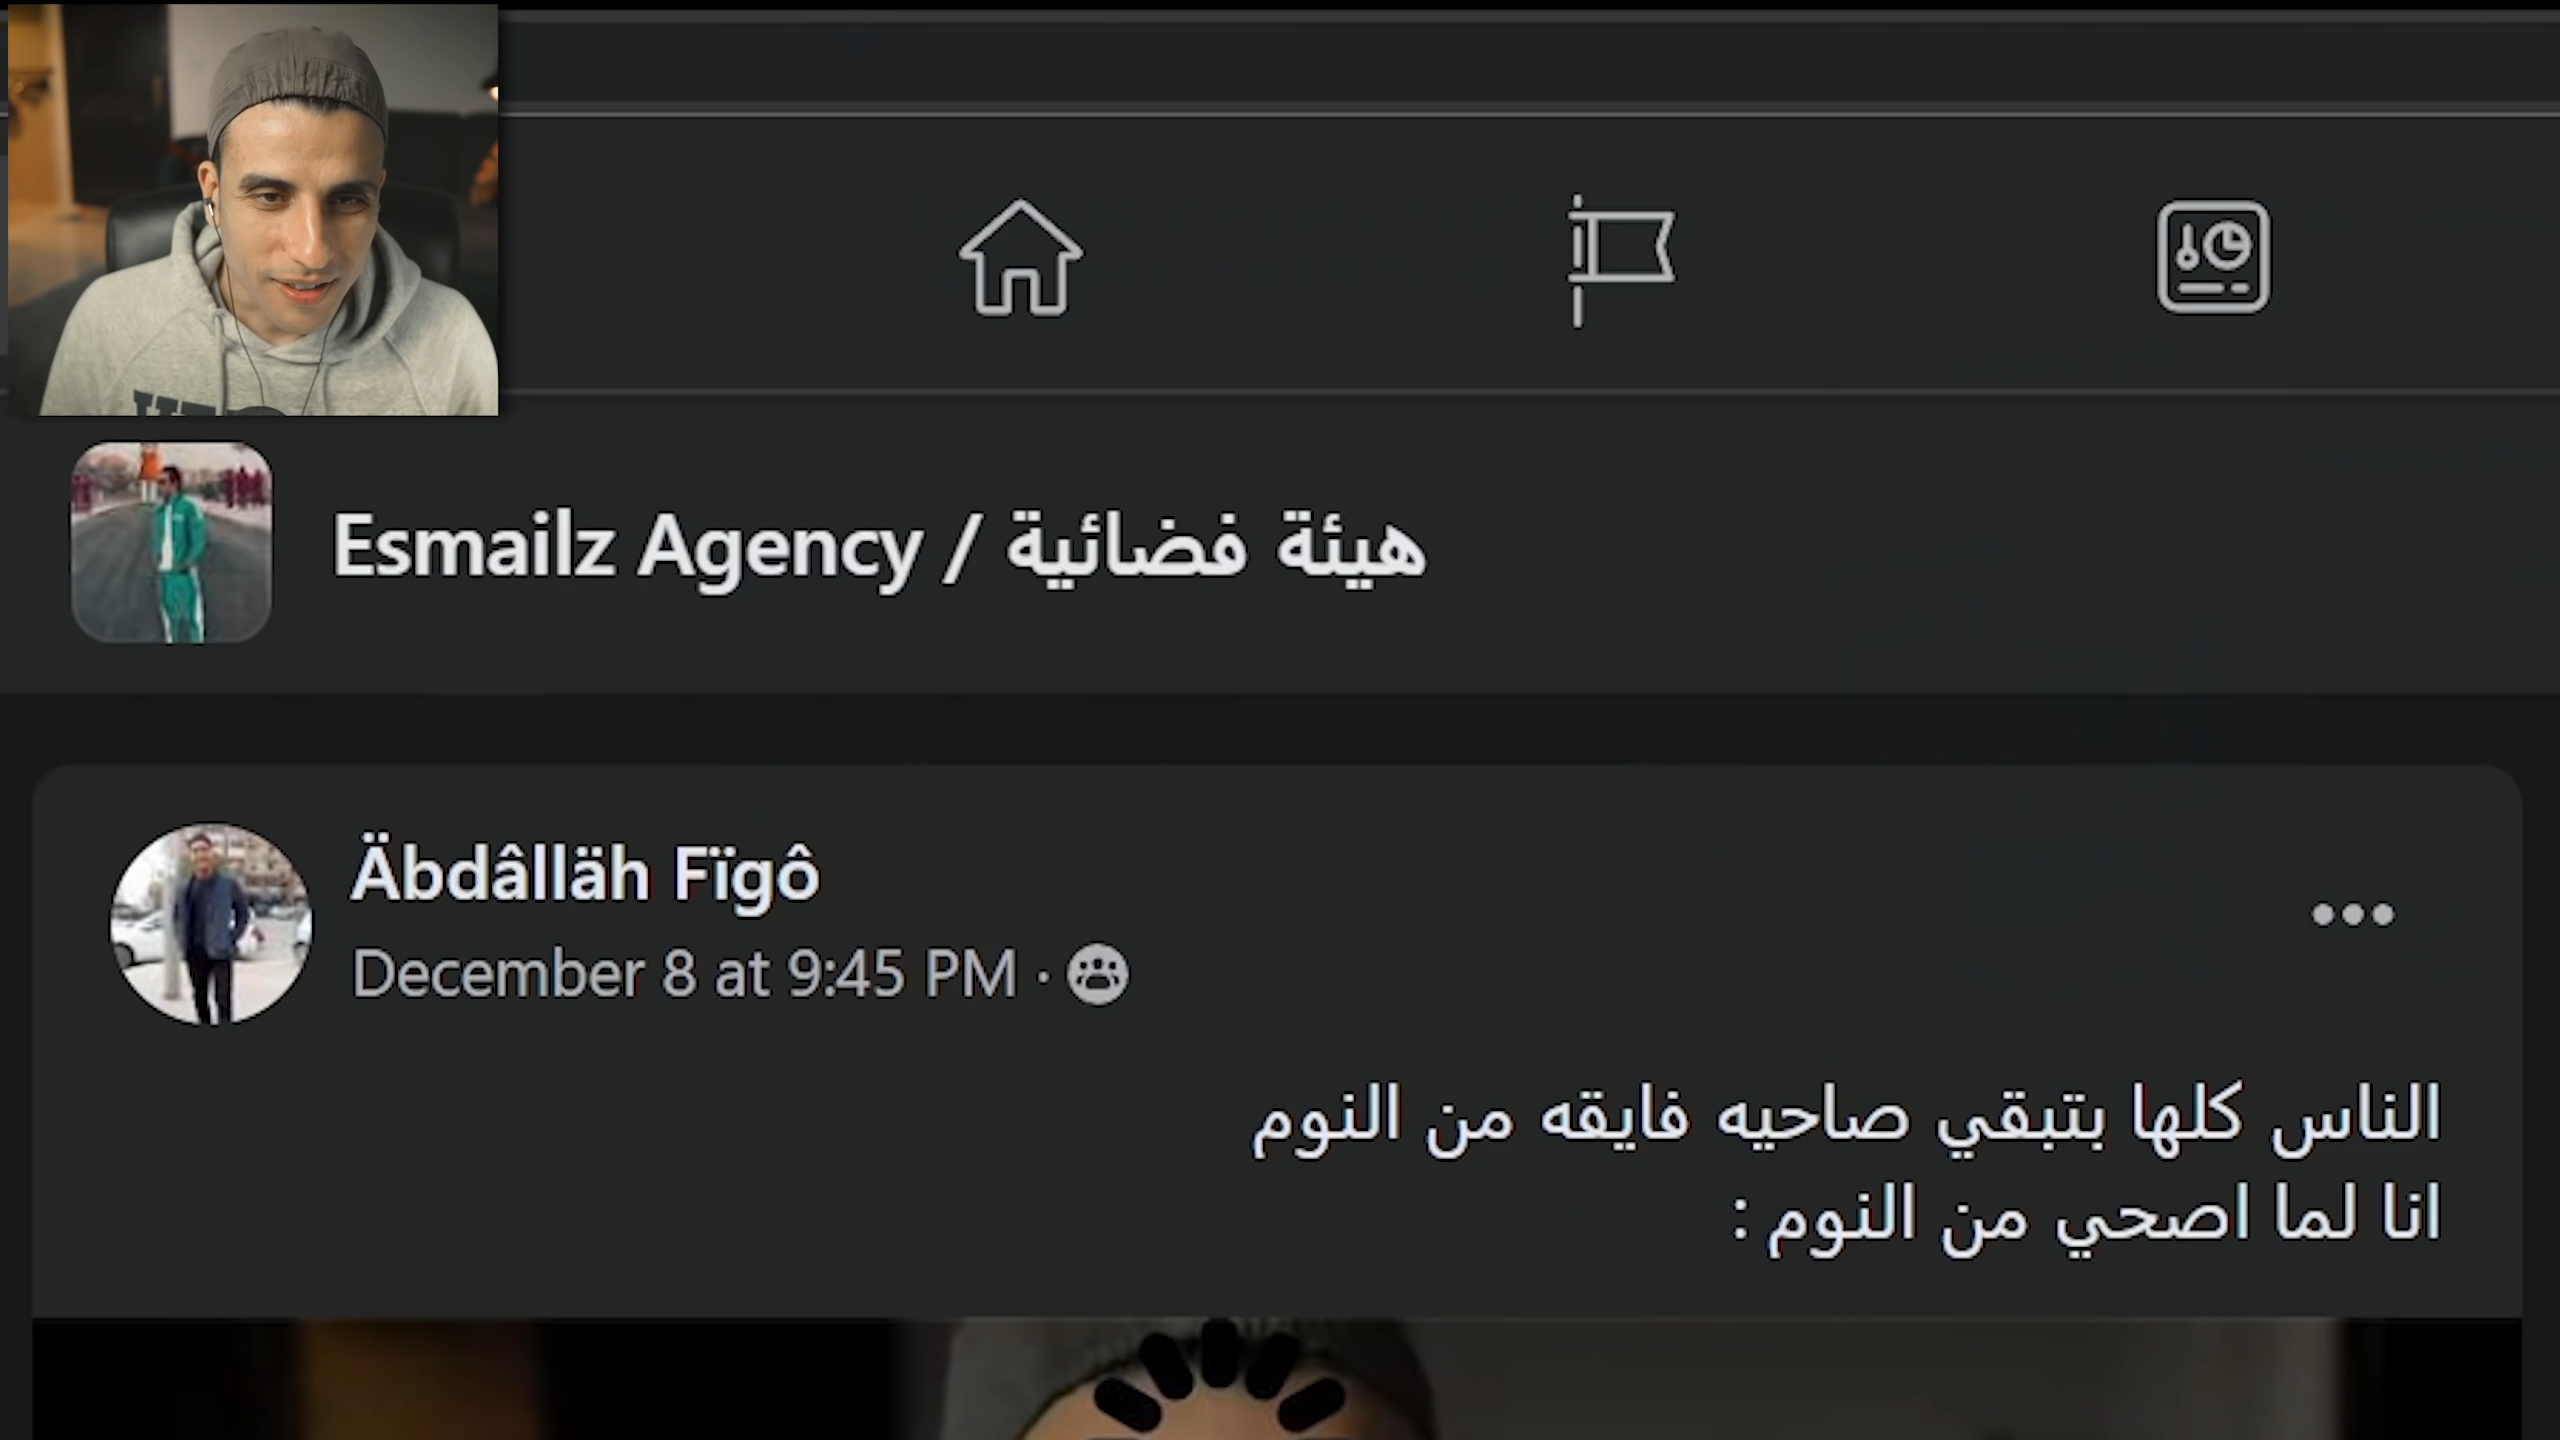 Esmailz Agency / هيئة فضائية
Äbdâlläh Fïgô
December 8 at 9:45 PM ·
الناس كلها بتبقي صاحيه فايقه من النوم
انا لما اصحي من النوم :